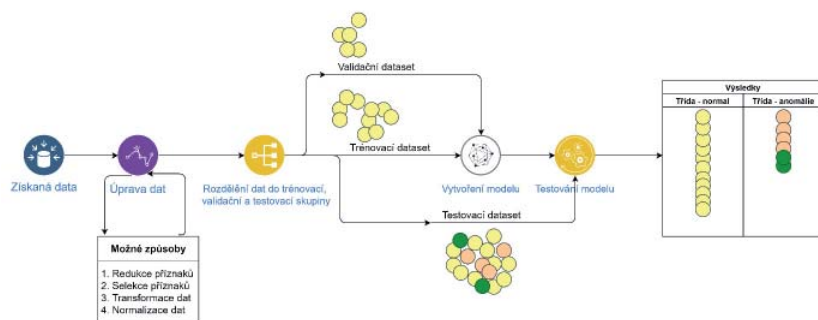 Validační dataset
Trénovací dataset
Získaná data
Úprava dat
Rozdělění dat do trénovací,
validační a testovací skupiny
Vytvoření modelu
Testování modelu
Testovací dataset
Možné způsoby
1. Redukce příznaků
2. Selekce příznaků
3. Transformace dat
4. Normalizace dat
Výsledky
Třída - normal
Třída - anomálie